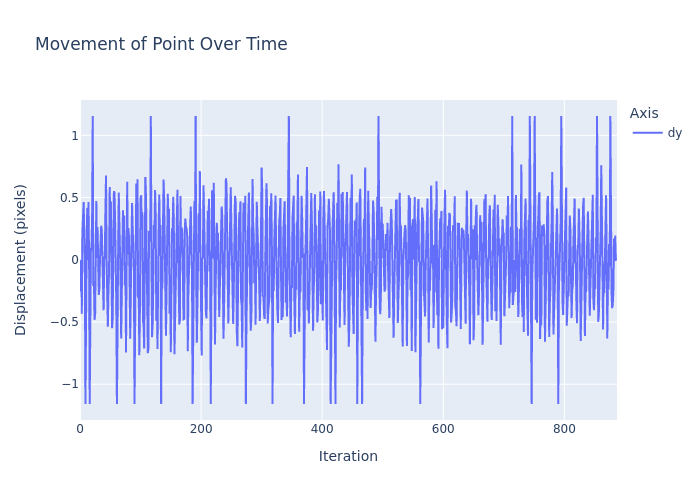 Movement of Point Over Time
Axis
dy
1
0.5
0
−0.5
−1
Displacement (pixels)
0
200
400
600
800
Iteration